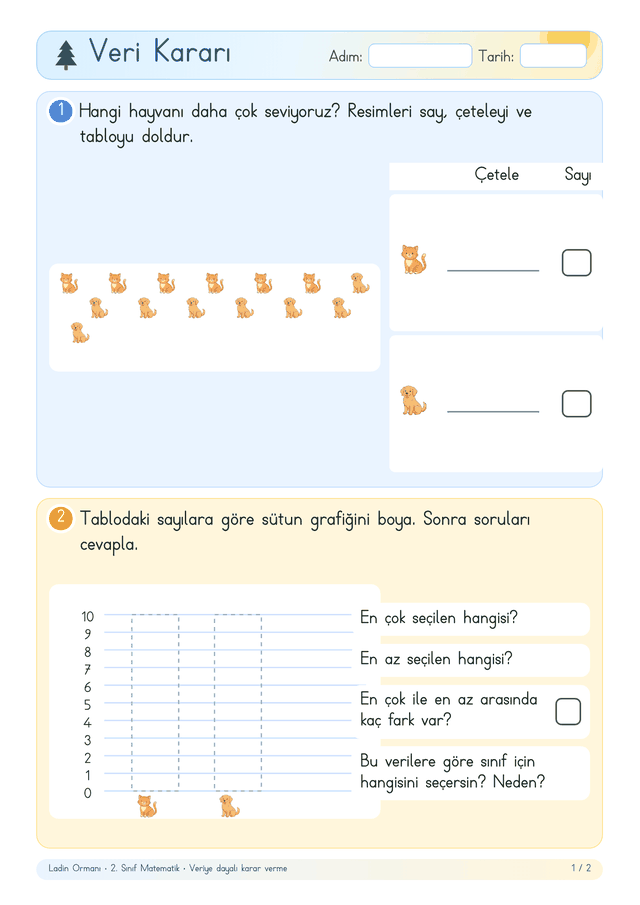 Veri Kararı
Adım:
Tarih:
1
Hangi hayvanı daha çok seviyoruz? Resimleri say, çeteleyi ve
tabloyu doldur.
Çetele
Sayı
2
Tablodaki sayılara göre sütun grafiğini boya. Sonra soruları
cevapla.
10
9
8
7
6
5
4
3
2
1
0
En çok seçilen hangisi?
En az seçilen hangisi?
En çok ile en az arasında
kaç fark var?
Bu verilere göre sınıf için
hangisini seçersin? Neden?
Ladin Ormanı • 2. Sınıf Matematik • Veriye dayalı karar verme
1 / 2